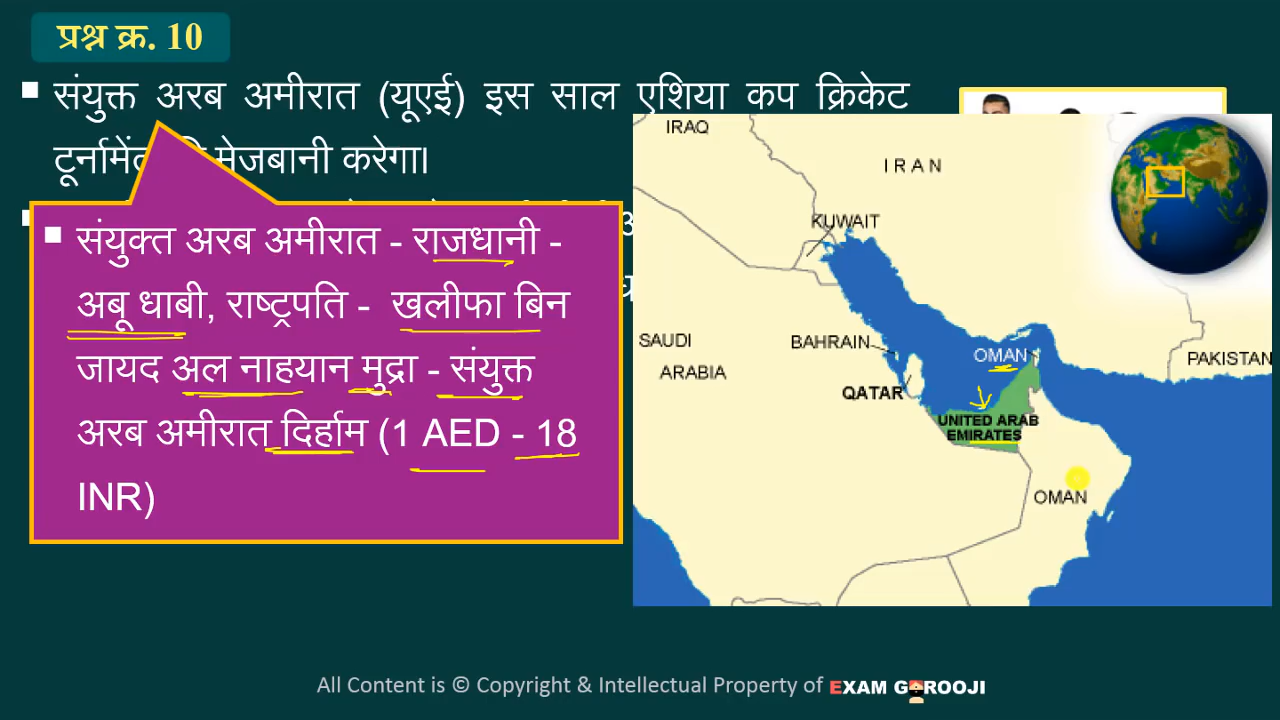 प्रश्न क्र. 10
संयुक्त अरब अमीरात (यूएई) इस साल एशिया कप क्रिकेट
मेजबानी करेगा।
संयुक्त अरब अमीरात - राजधानी -
अबू धाबी, राष्ट्रपति - खलीफा बिन
जायद अल नाहयान मुद्रा - संयुक्त
अरब अमीरात दिर्हाम (1 AED - 18
INR)
IRAQ
IRAN
KUWAIT
SAUDI
ARABIA
BAHRAIN
QATAR
OMAN
PAKISTAN
UNITED ARAB
EMIRATES
OMAN
All Content is © Copyright & Intellectual Property of EXAM GUROOJI